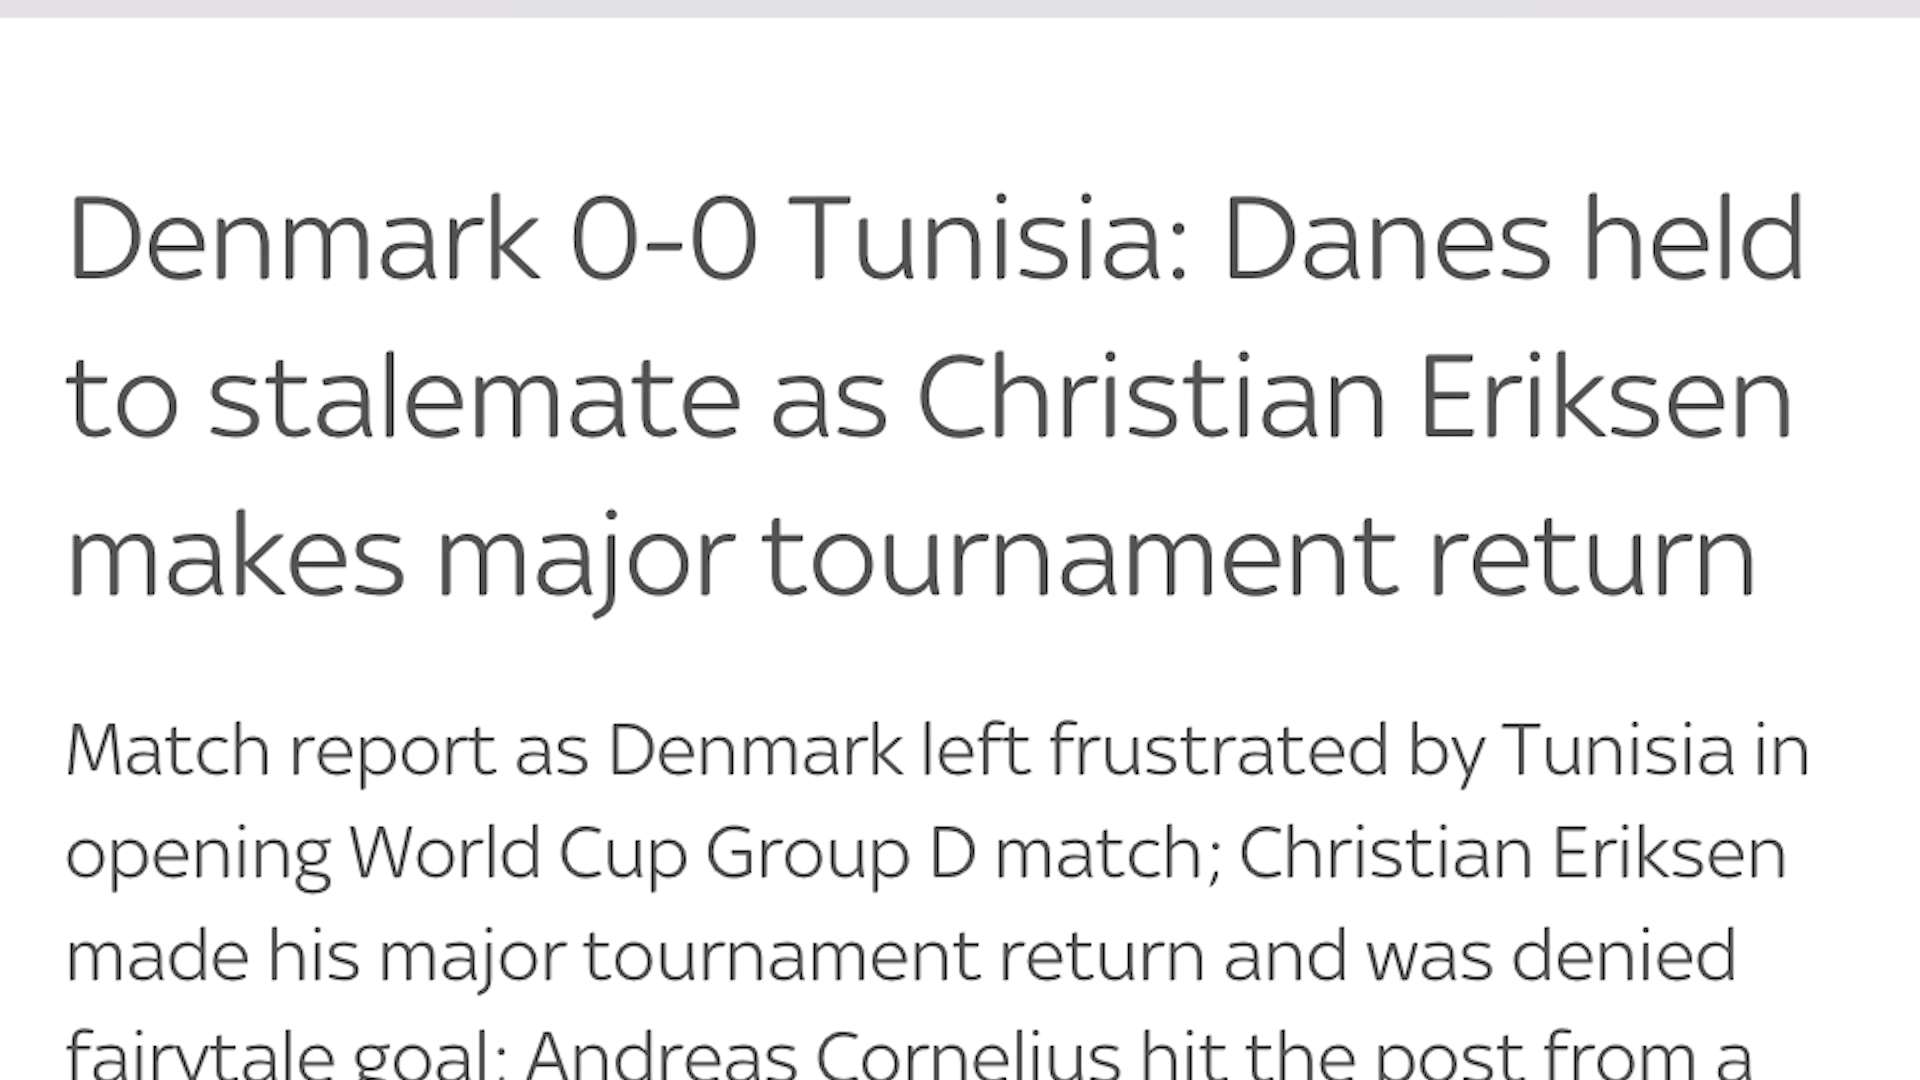 Denmark 0-0 Tunisia: Danes held
to stalemate as Christian Eriksen
makes major tournament return
Match report as Denmark left frustrated by Tunisia in
opening World Cup Group D match; Christian Eriksen
made his major tournament return and was denied
fairytale goal; Andreas Cornelius hit the post from a